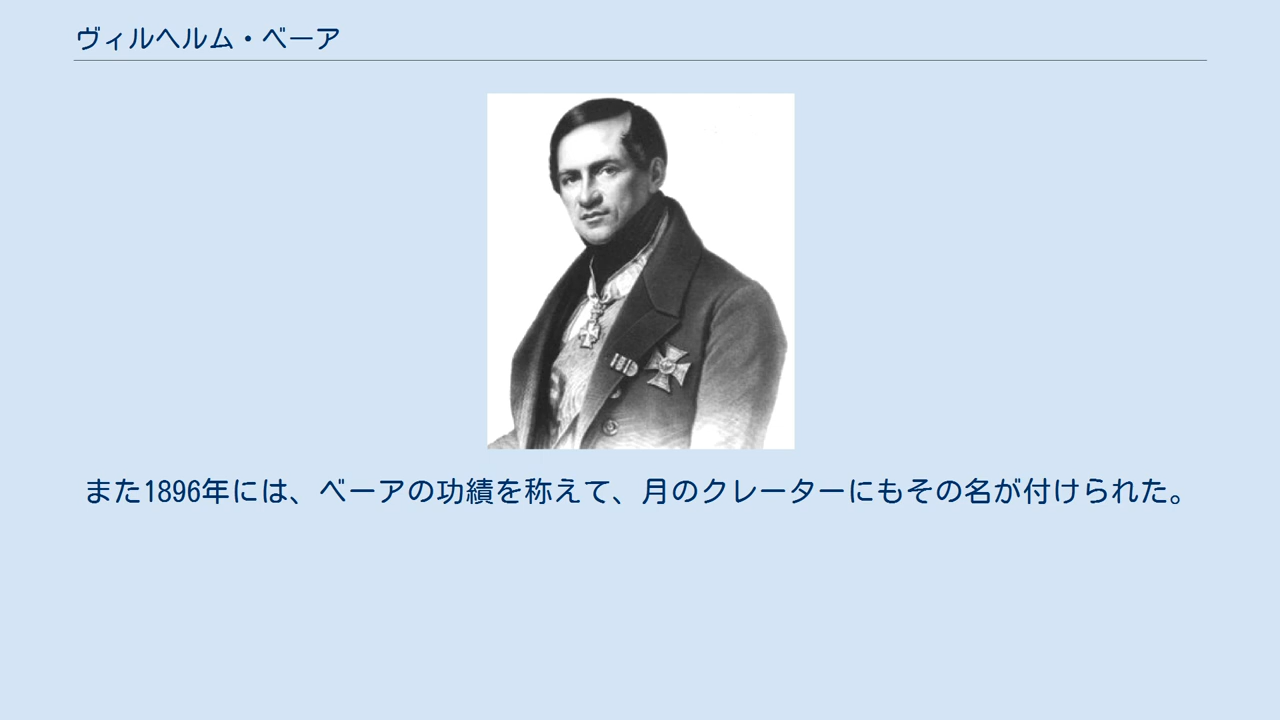 ヴィルヘルム・ベーア
また1896年には、ベーアの功績を称えて、月のクレーターにもその名が付けられた。